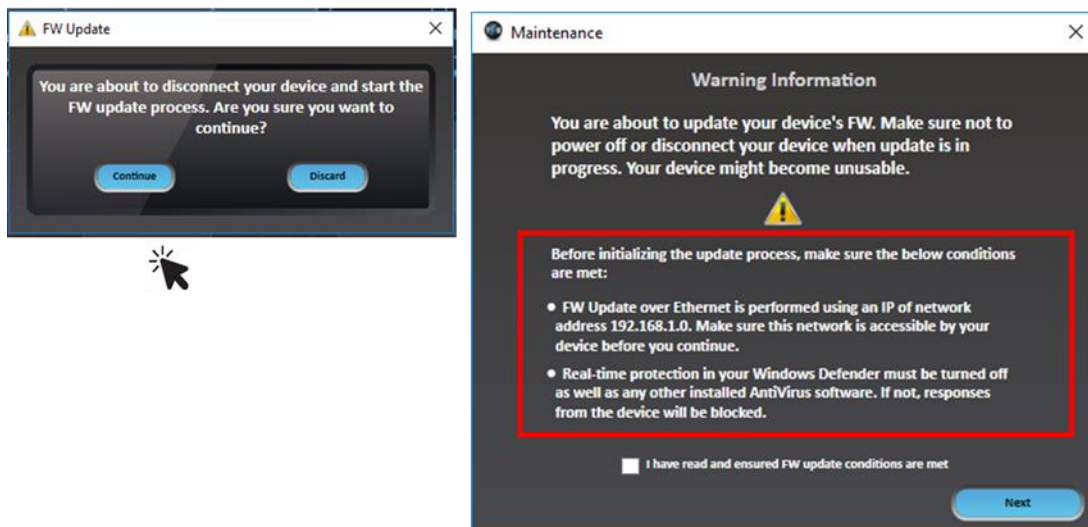 FW Update
You are about to disconnect your device and start the
FW update process. Are you sure you want to
continue?
Continue
Discard
Maintenance
Warning Information
You are about to update your device's FW. Make sure not to
power off or disconnect your device when update is in
progress. Your device might become unusable.
Before initializing the update process, make sure the below conditions
are met:
• FW Update over Ethernet is performed using an IP of network
address 192.168.1.0. Make sure this network is accessible by your
device before you continue.
• Real-time protection in your Windows Defender must be turned off
as well as any other installed AntiVirus software. If not, responses
from the device will be blocked.
I have read and ensured FW update conditions are met
Next